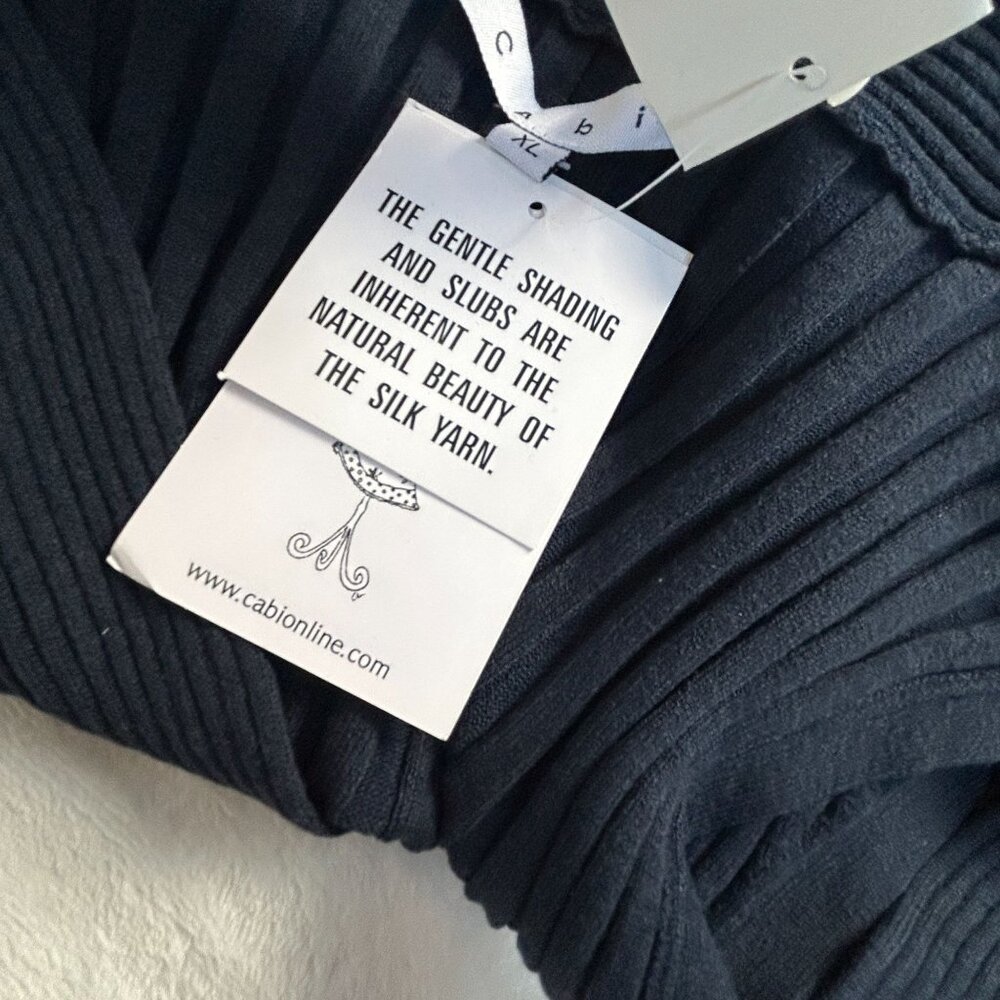 C a b i
XL
THE GENTLE SHADING
AND SLUBS ARE
INHERENT TO THE
NATURAL BEAUTY OF
THE SILK YARN.
www.cabionline.com